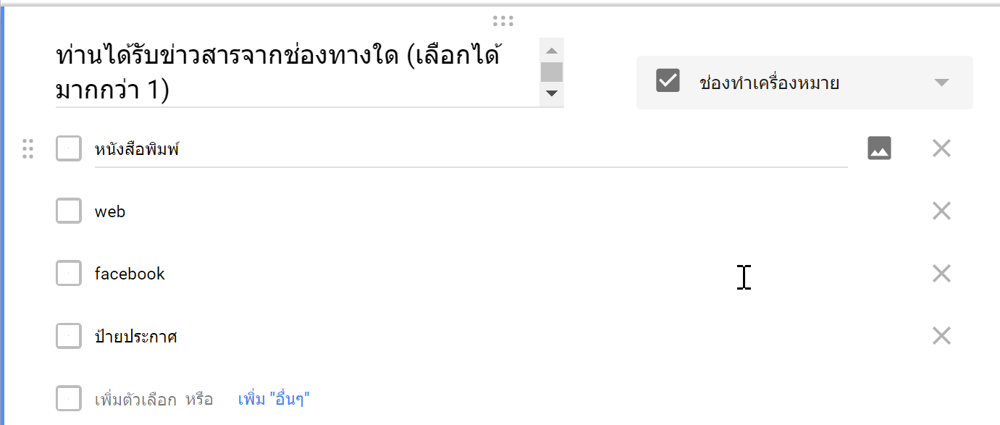 ท่านได้รับข่าวสารจากช่องทางใด (เลือกได้
มากกว่า 1)
ช่องทำเครื่องหมาย
หนังสือพิมพ์
web
facebook
ป้ายประกาศ
เพิ่มตัวเลือก หรือ เพิ่ม "อื่นๆ"